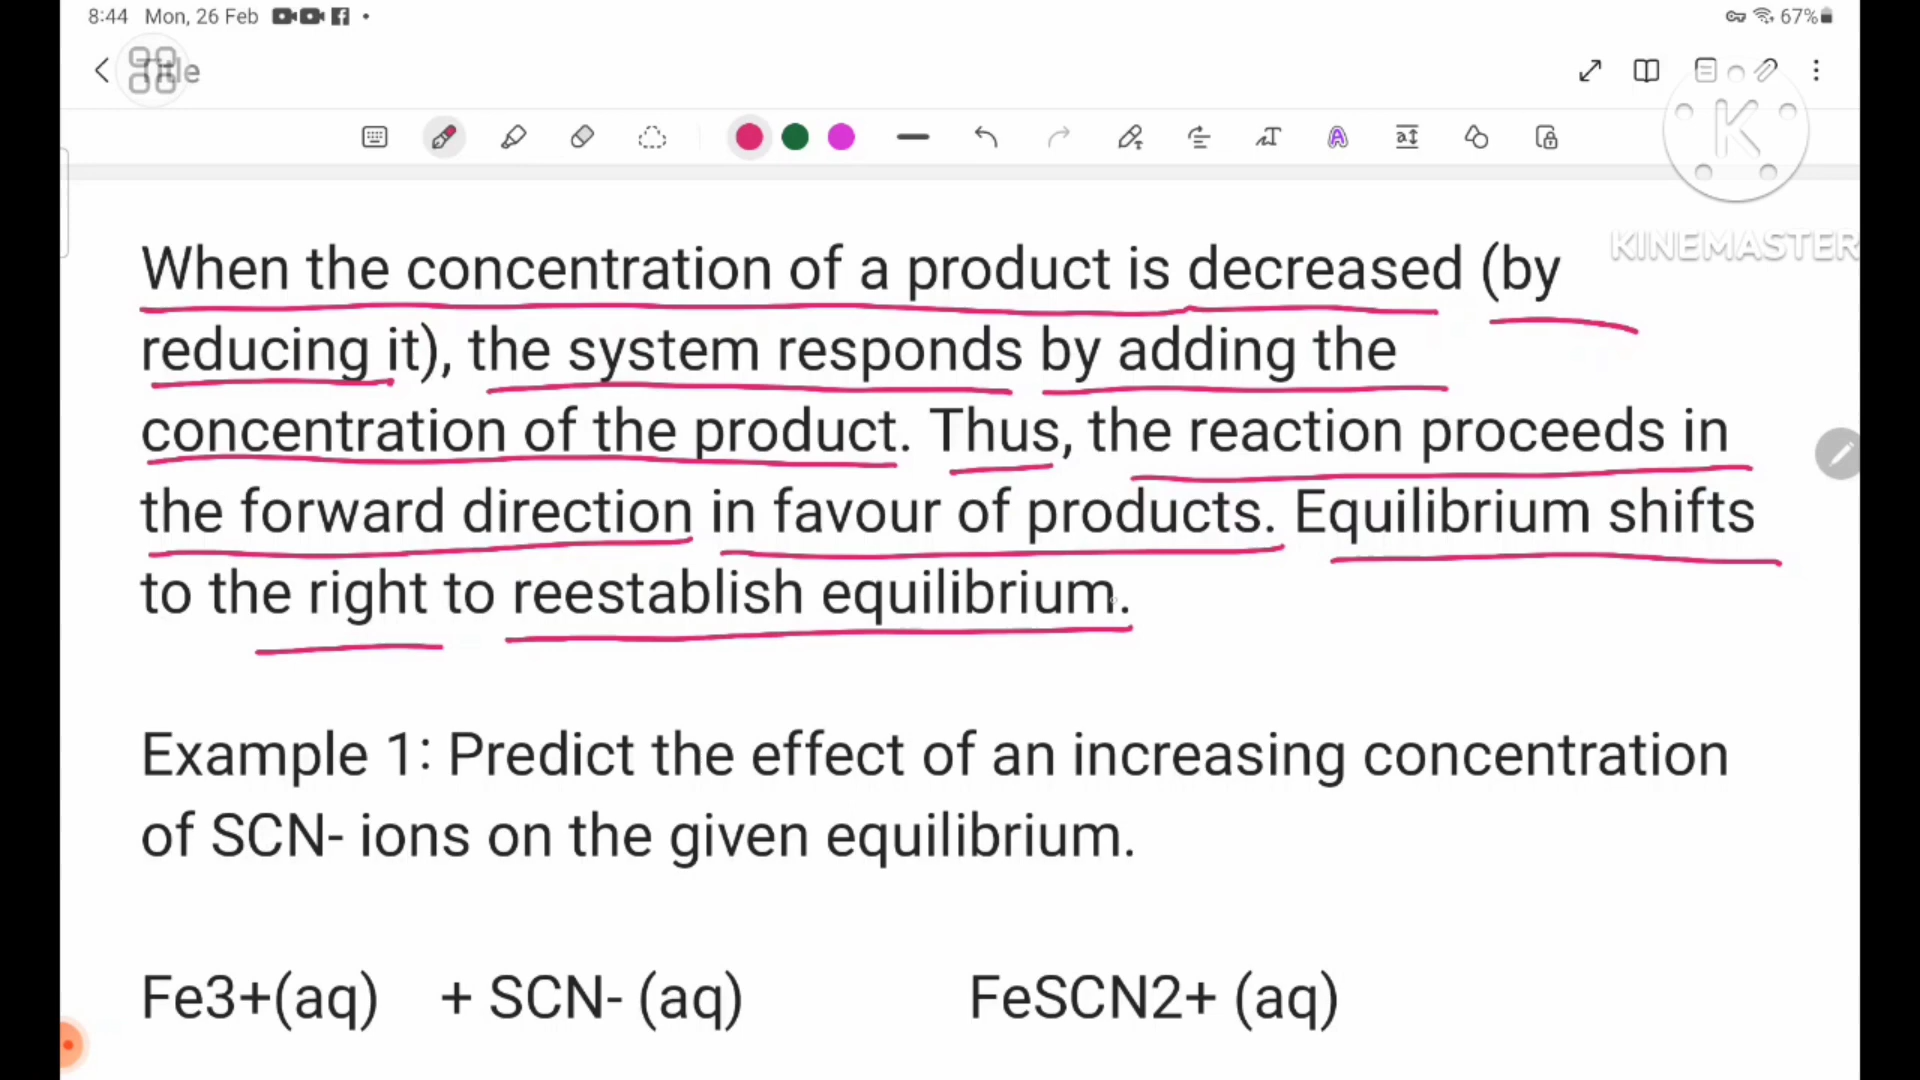 8:44 Mon, 26 Feb
67%
Title
KINEMASTER
When the concentration of a product is decreased (by
reducing it), the system responds by adding the
concentration of the product. Thus, the reaction proceeds in
the forward direction in favour of products. Equilibrium shifts
to the right to reestablish equilibrium.
Example 1: Predict the effect of an increasing concentration
of SCN- ions on the given equilibrium.
Fe3+(aq) + SCN- (aq) FeSCN2+ (aq)